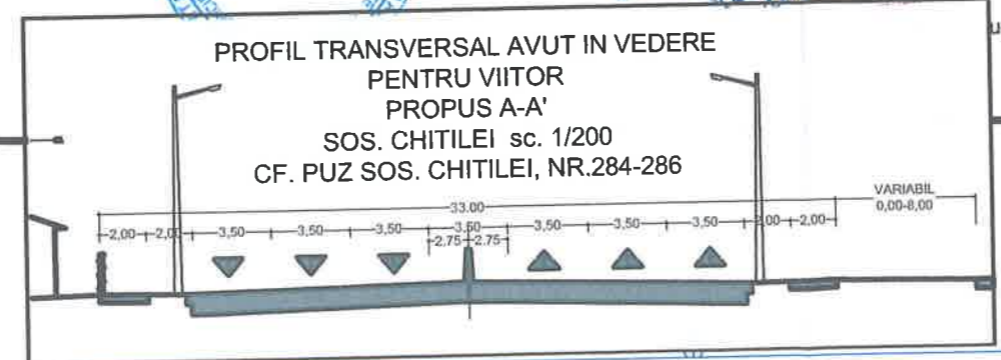 PROFIL TRANSVERSAL AVUT IN VEDERE
PENTRU VIITOR
PROPUS A-A'
SOS. CHITILEI sc. 1/200
CF. PUZ SOS. CHITILEI, NR.284-286
VARIABIL
0,00-8,00
33.00
2,00 2,00 3,50 3,50 3,50 3,50 3,50 3,50 3,50 2,00 2,00
2.75 2.75